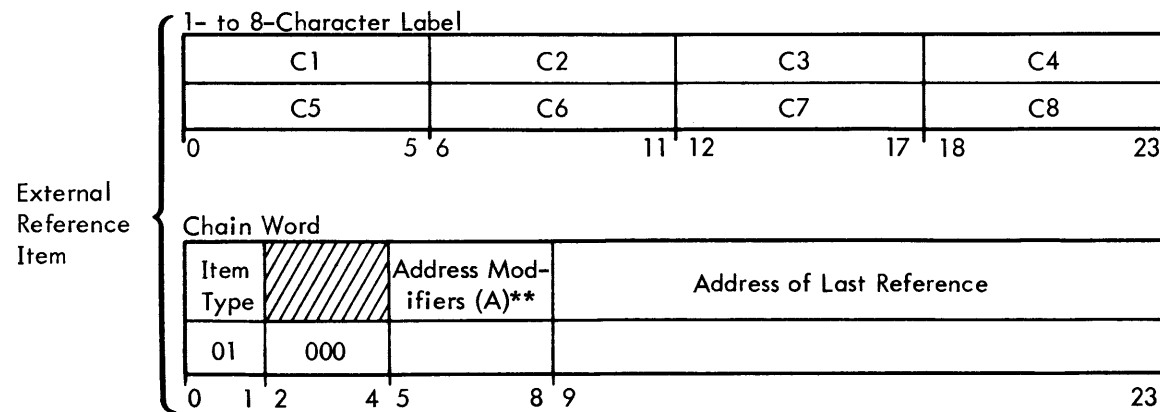 1- to 8-Character Label
C1 C2 C3 C4
C5 C6 C7 C8
0 5 6 11 12 17 18 23
External
Reference
Item
Chain Word
Item
Type
Address Mod-
ifiers (A)**
Address of Last Reference
01 000
0 1 2 4 5 8 9 23